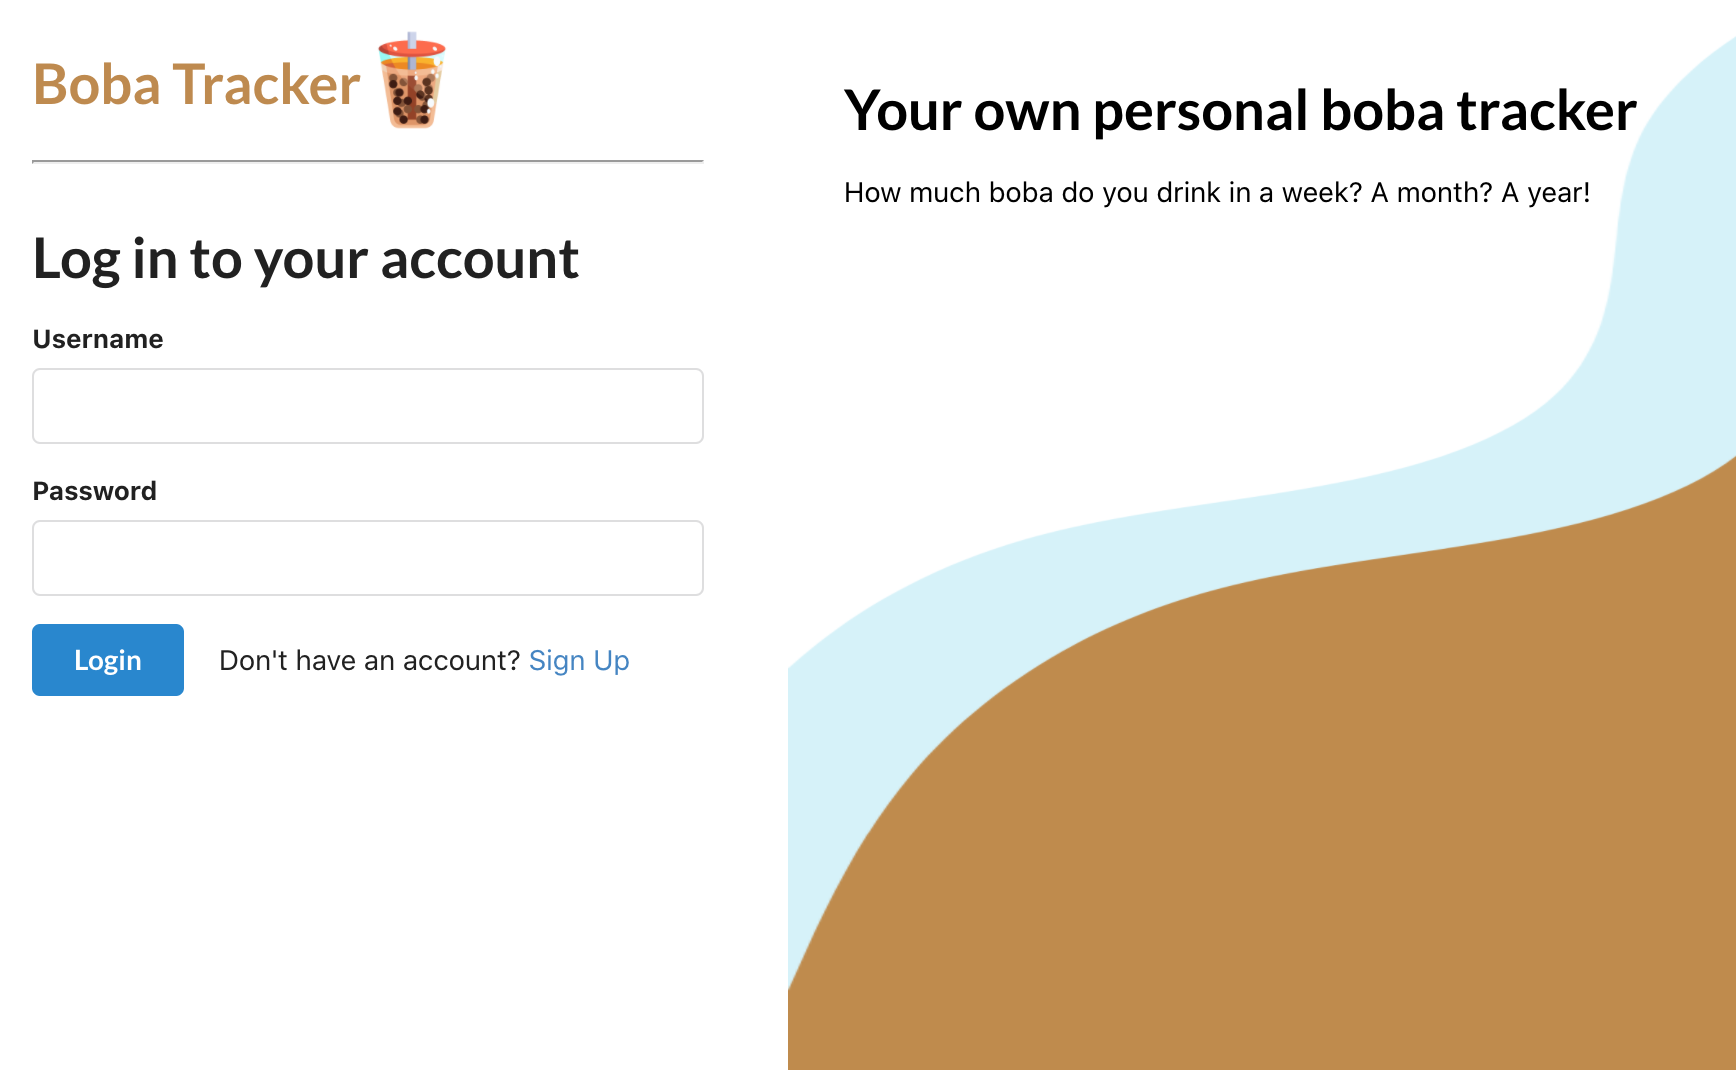 Boba Tracker
Log in to your account
Username
Password
Login
Don't have an account? Sign Up
Your own personal boba tracker
How much boba do you drink in a week? A month? A year!